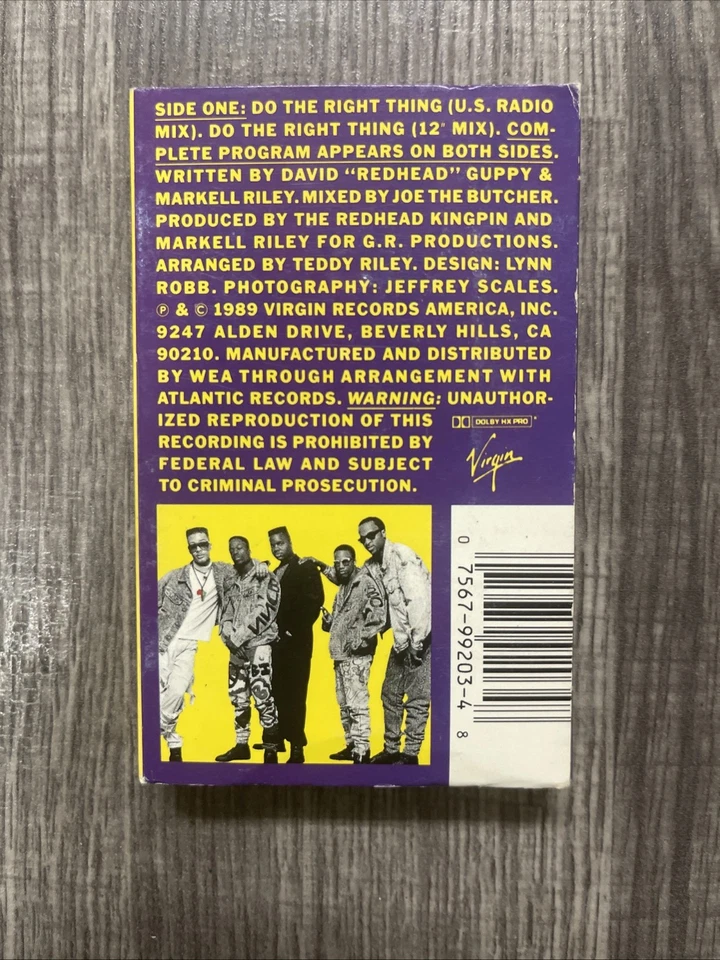 SIDE ONE: DO THE RIGHT THING (U.S. RADIO
MIX). DO THE RIGHT THING (12" MIX). COM-
PLETE PROGRAM APPEARS ON BOTH SIDES.
WRITTEN BY DAVID "REDHEAD" GUPPY &
MARKELL RILEY. MIXED BY JOE THE BUTCHER.
PRODUCED BY THE REDHEAD KINGPIN AND
MARKELL RILEY FOR G.R. PRODUCTIONS.
ARRANGED BY TEDDY RILEY. DESIGN: LYNN
ROBB. PHOTOGRAPHY: JEFFREY SCALES.
℗ & © 1989 VIRGIN RECORDS AMERICA, INC.
9247 ALDEN DRIVE, BEVERLY HILLS, CA
90210. MANUFACTURED AND DISTRIBUTED
BY WEA THROUGH ARRANGEMENT WITH
ATLANTIC RECORDS. WARNING: UNAUTHOR-
IZED REPRODUCTION OF THIS
RECORDING IS PROHIBITED BY
FEDERAL LAW AND SUBJECT
TO CRIMINAL PROSECUTION.
DOLBY HX PRO
Virgin
0 7567-99203-4 8